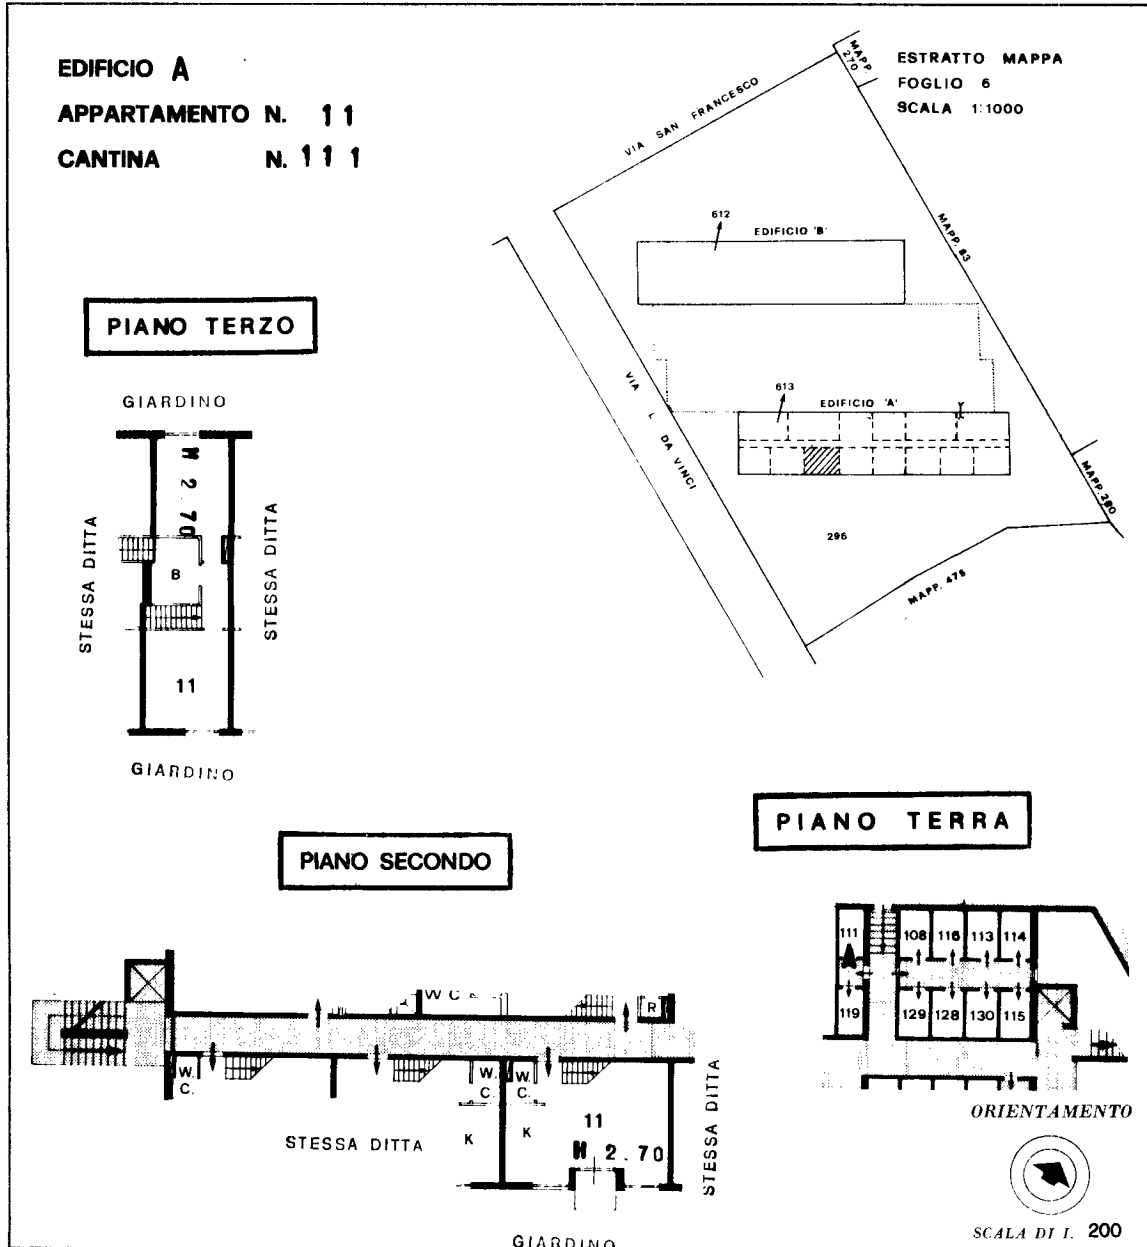 EDIFICIO A
APPARTAMENTO N. 11
CANTINA N. 111
ESTRATTO MAPPA
FOGLIO 6
SCALA 1:1000
MAPP. 270
VIA SAN FRANCESCO
MAPP. 83
612
EDIFICIO 'B'
VIA L. DA VINCI
613
EDIFICIO 'A'
MAPP. 280
296
MAPP. 475
PIANO TERZO
GIARDINO
H 2.70
STESSA DITTA
STESSA DITTA
B
11
GIARDINO
PIANO TERRA
111
108
116
113
114
119
129
128
130
115
PIANO SECONDO
W C
R
W.
C.
W.
C.
W.
C.
STESSA DITTA
K
K
11
H 2.70
STESSA DITTA
GIARDINO
ORIENTAMENTO
SCALA DI 1. 200